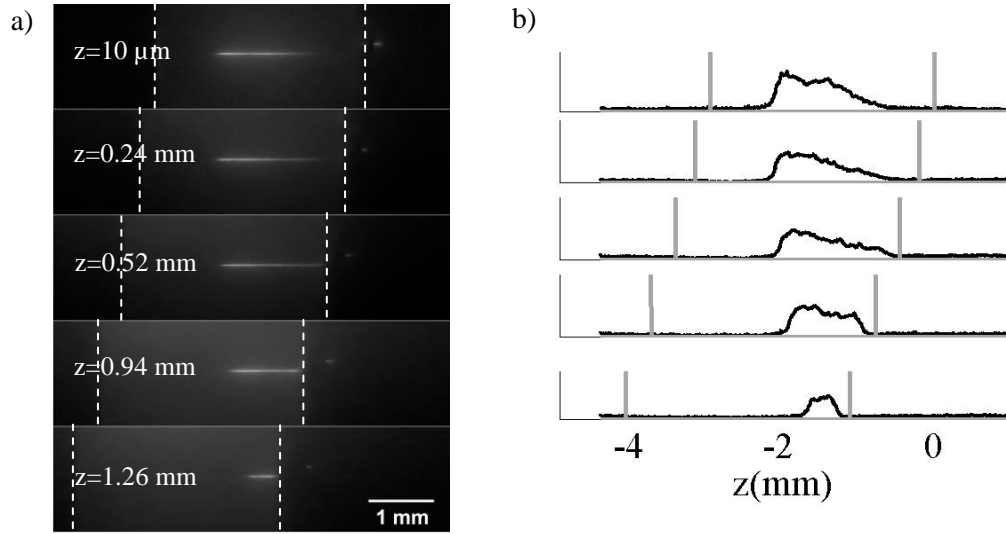 a)
z=10 µm
z=0.24 mm
z=0.52 mm
z=0.94 mm
z=1.26 mm
1 mm
b)
-4 -2 0
z(mm)